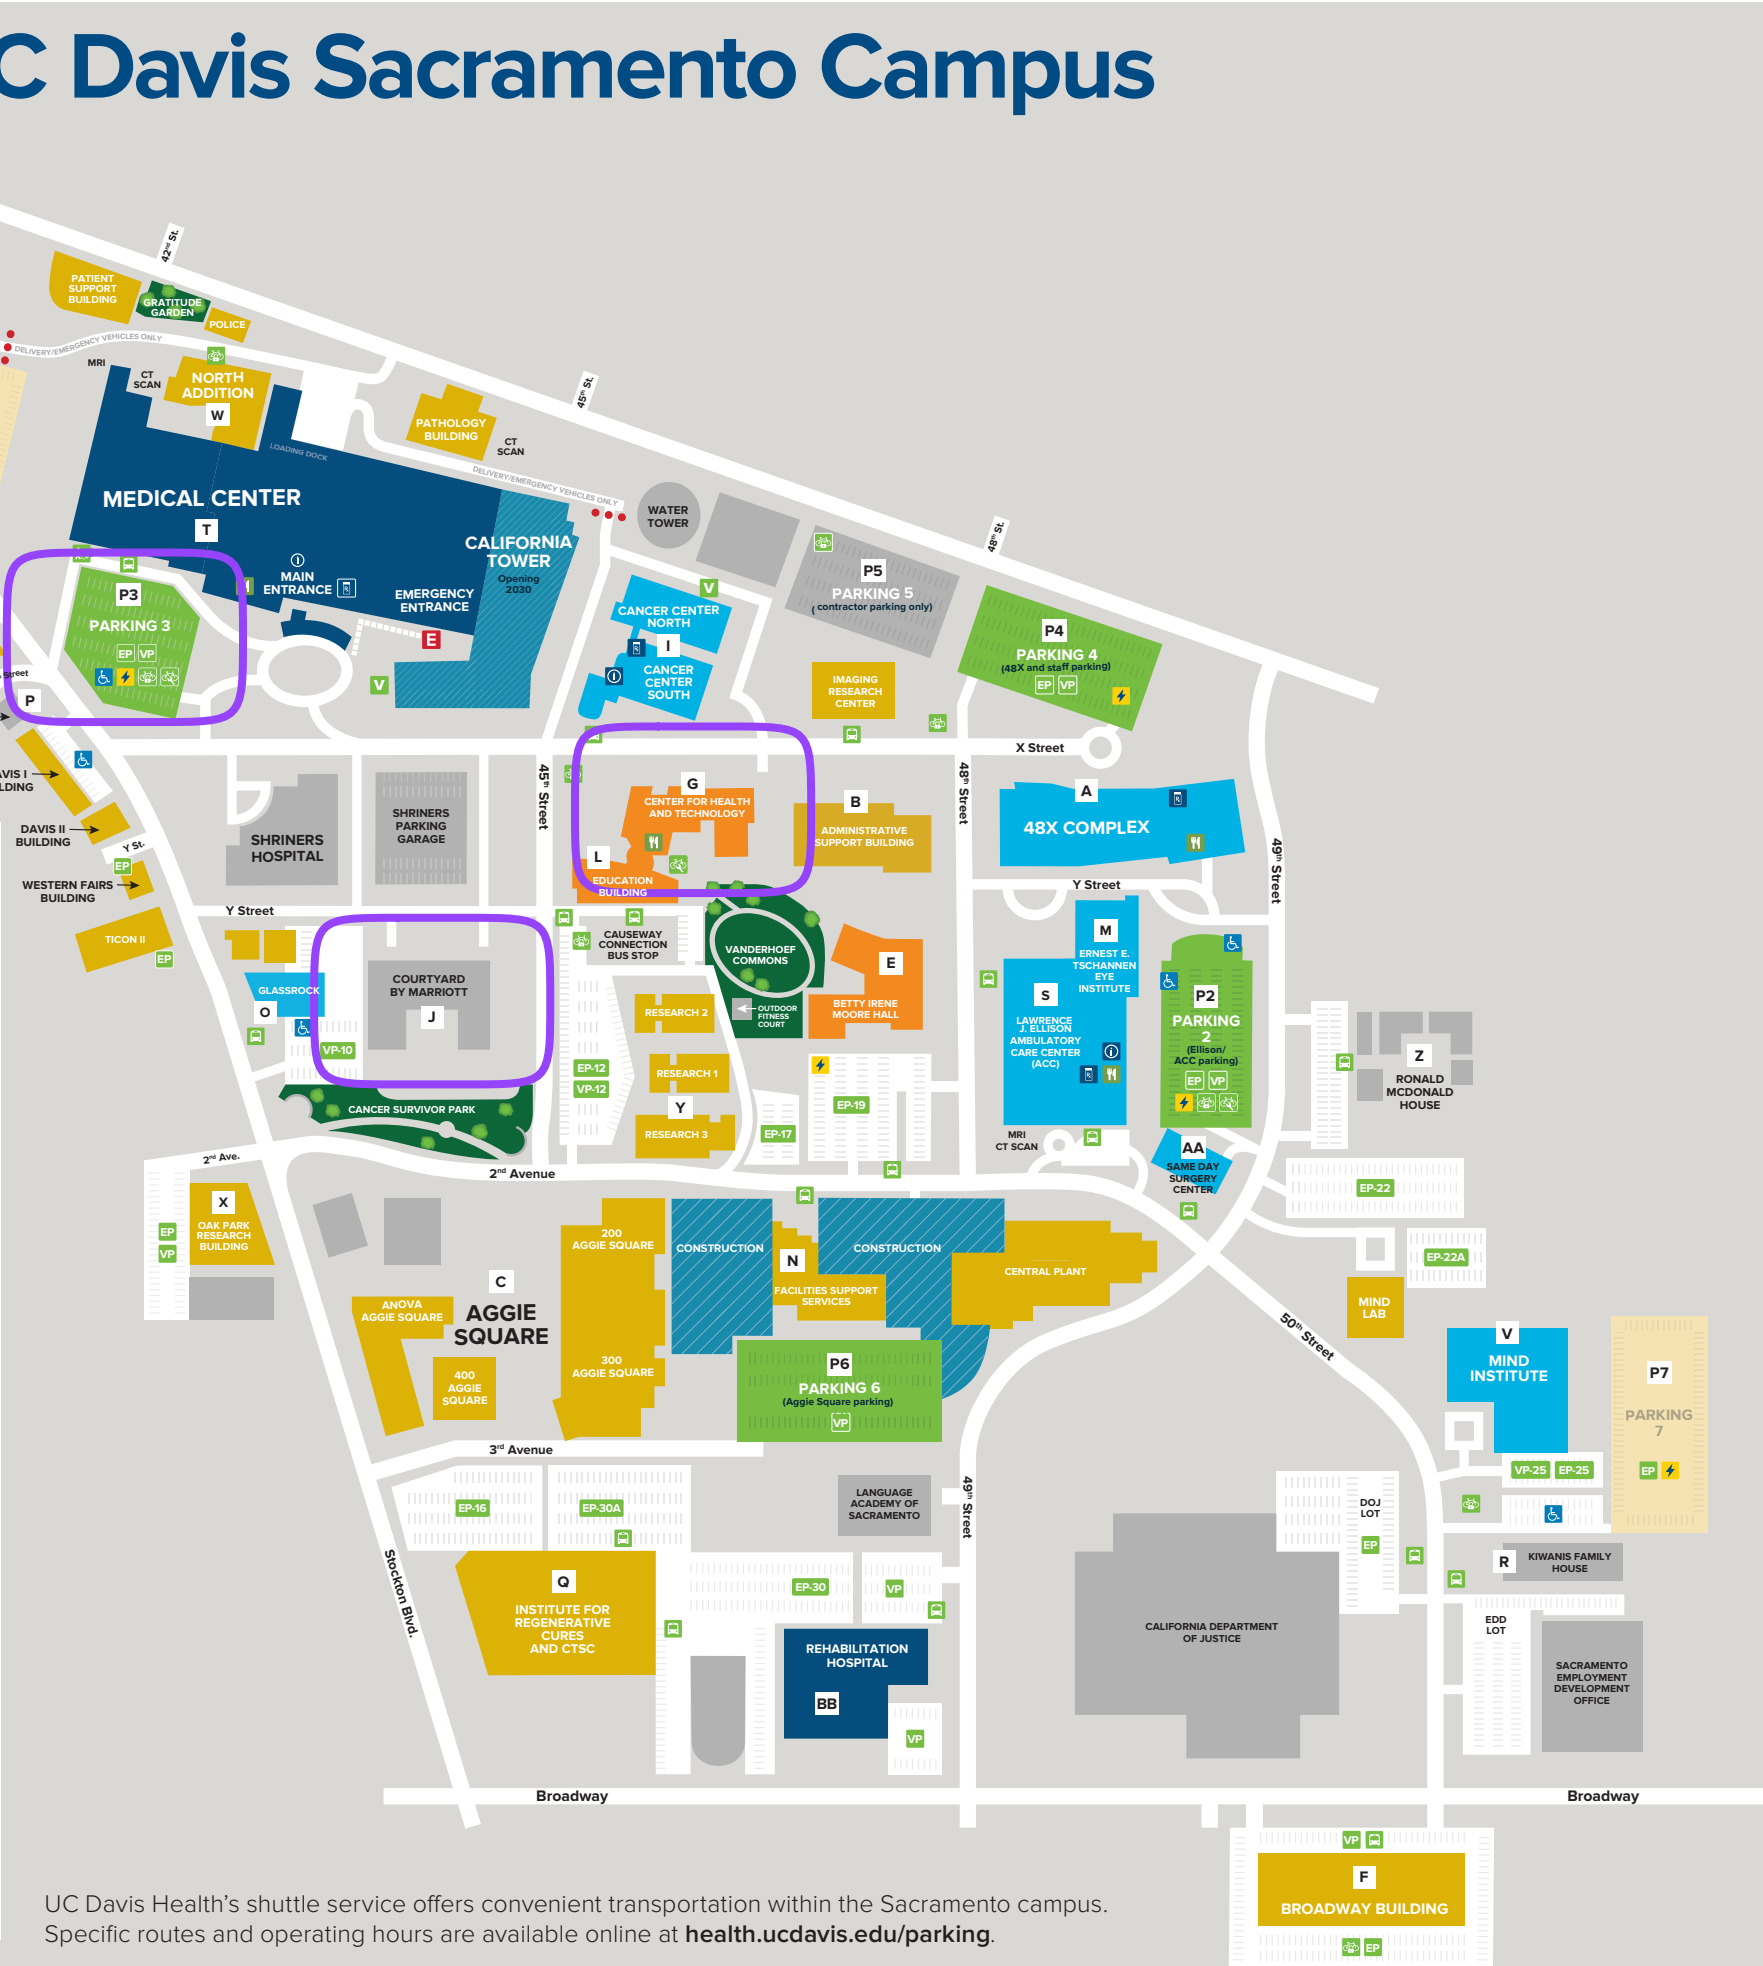 C Davis Sacramento Campus
42nd St.
PATIENT
SUPPORT
BUILDING
GRATITUDE
GARDEN
POLICE
DELIVERY/EMERGENCY VEHICLES ONLY
MRI
CT
SCAN
NORTH
ADDITION
W
LOADING DOCK
PATHOLOGY
BUILDING
CT
SCAN
45th St.
DELIVERY/EMERGENCY VEHICLES ONLY
MEDICAL CENTER
T
WATER
TOWER
CALIFORNIA
TOWER
Opening
2030
MAIN
ENTRANCE
EMERGENCY
ENTRANCE
E
V
48th St.
P5
PARKING 5
( contractor parking only)
V
CANCER CENTER
NORTH
I
CANCER
CENTER
SOUTH
P3
PARKING 3
EP VP
P4
PARKING 4
(48X and staff parking)
EP VP
IMAGING
RESEARCH
CENTER
Street
P
X Street
AVIS I
LDING
DAVIS II
BUILDING
Y St.
EP
WESTERN FAIRS
BUILDING
TICON II
EP
SHRINERS
HOSPITAL
SHRINERS
PARKING
GARAGE
45th Street
G
CENTER FOR HEALTH
AND TECHNOLOGY
L
EDUCATION
BUILDING
B
ADMINISTRATIVE
SUPPORT BUILDING
48th Street
A
48X COMPLEX
49th Street
Y Street
Y Street
GLASSROCK
O
VP-10
COURTYARD
BY MARRIOTT
J
CAUSEWAY
CONNECTION
BUS STOP
VANDERHOEF
COMMONS
OUTDOOR
FITNESS
COURT
E
BETTY IRENE
MOORE HALL
M
ERNEST E.
TSCHANNEN
EYE
INSTITUTE
S
LAWRENCE
J. ELLISON
AMBULATORY
CARE CENTER
(ACC)
P2
PARKING
2
(Ellison/
ACC parking)
EP VP
Z
RONALD
MCDONALD
HOUSE
RESEARCH 2
RESEARCH 1
Y
RESEARCH 3
EP-12
VP-12
EP-17
EP-19
CANCER SURVIVOR PARK
MRI
CT SCAN
AA
SAME DAY
SURGERY
CENTER
EP-22
EP-22A
2nd Ave.
2nd Avenue
X
OAK PARK
RESEARCH
BUILDING
EP
VP
C
AGGIE
SQUARE
ANOVA
AGGIE SQUARE
400
AGGIE
SQUARE
200
AGGIE SQUARE
300
AGGIE SQUARE
CONSTRUCTION
N
FACILITIES SUPPORT
SERVICES
CONSTRUCTION
CENTRAL PLANT
P6
PARKING 6
(Aggie Square parking)
VP
MIND
LAB
50th Street
V
MIND
INSTITUTE
P7
PARKING
7
EP
VP-25 EP-25
3rd Avenue
EP-16
EP-30A
LANGUAGE
ACADEMY OF
SACRAMENTO
49th Street
DOJ
LOT
EP
R
KIWANIS FAMILY
HOUSE
Stockton Blvd.
Q
INSTITUTE FOR
REGENERATIVE
CURES
AND CTSC
EP-30
VP
REHABILITATION
HOSPITAL
BB
VP
CALIFORNIA DEPARTMENT
OF JUSTICE
EDD
LOT
SACRAMENTO
EMPLOYMENT
DEVELOPMENT
OFFICE
Broadway
Broadway
VP
F
BROADWAY BUILDING
EP
UC Davis Health’s shuttle service offers convenient transportation within the Sacramento campus.
Specific routes and operating hours are available online at health.ucdavis.edu/parking.